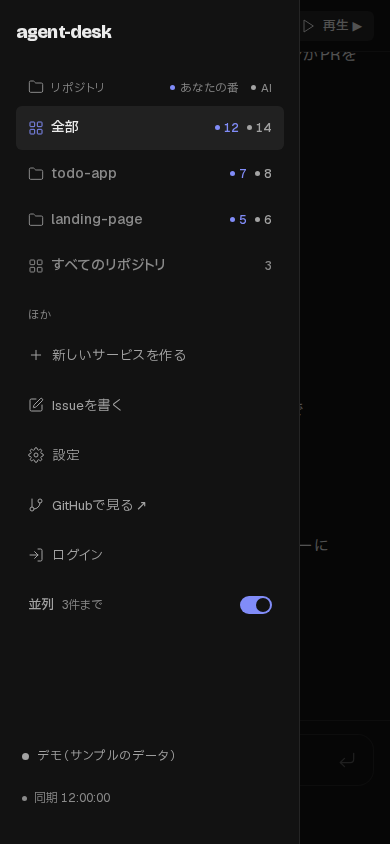 agent-desk
再生 ▶
リポジトリ あなたの番 AI
がPRを
全部 12 14
todo-app 7 8
landing-page 5 6
すべてのリポジトリ 3
ほか
新しいサービスを作る
Issueを書く
設定
GitHubで見る ↗
ーに
ログイン
並列 3件まで
デモ(サンプルのデータ)
同期 12:00:00